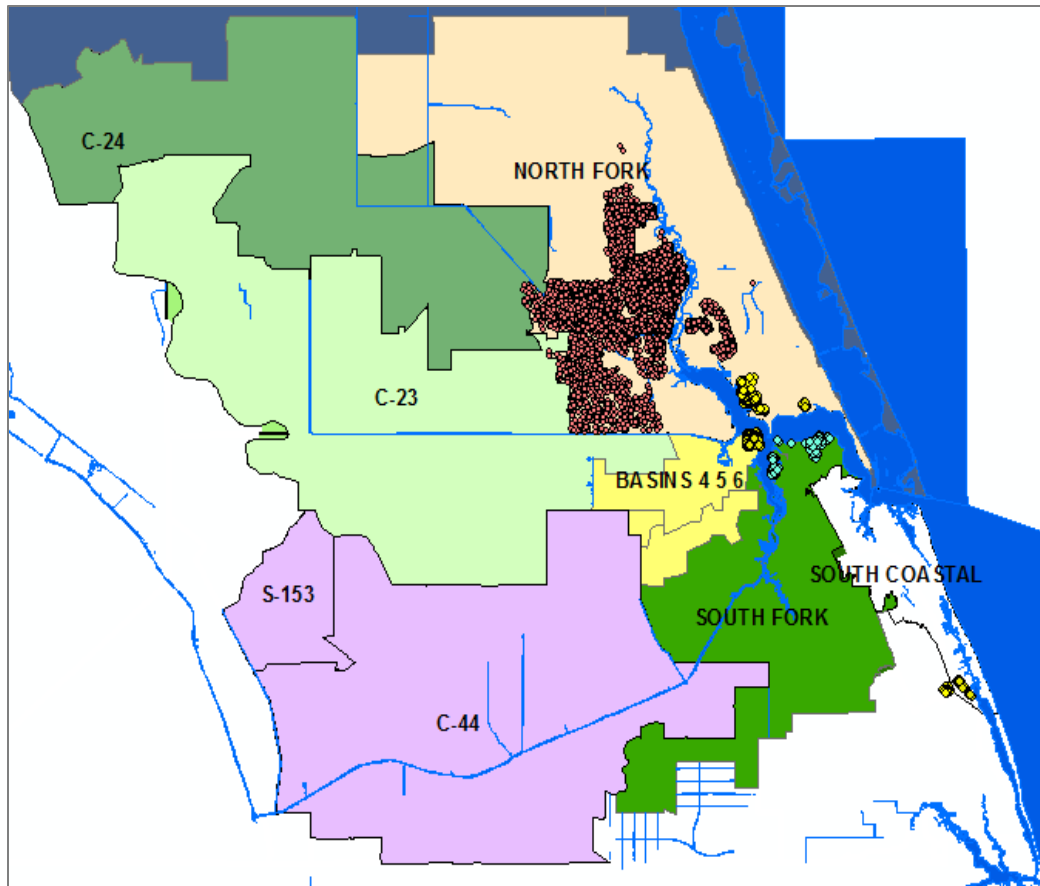 C-24
NORTH FORK
C-23
BASINS 4 5 6
SOUTH COASTAL
S-153
SOUTH FORK
C-44